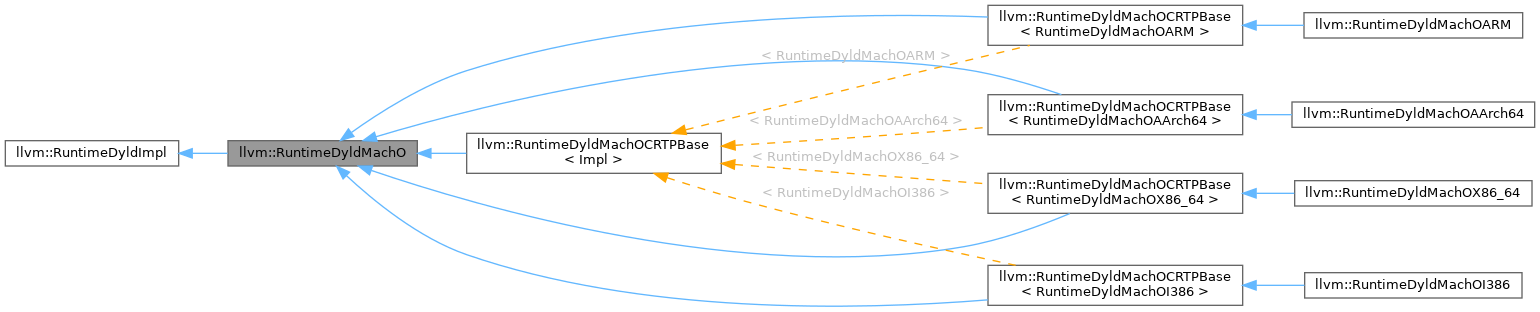 llvm::RuntimeDyldImpl
llvm::RuntimeDyldMachO
llvm::RuntimeDyldMachOCRTPBase
< Impl >
< RuntimeDyldMachOARM >
< RuntimeDyldMachOAArch64 >
< RuntimeDyldMachOX86_64 >
< RuntimeDyldMachOI386 >
llvm::RuntimeDyldMachOCRTPBase
< RuntimeDyldMachOARM >
llvm::RuntimeDyldMachOARM
llvm::RuntimeDyldMachOCRTPBase
< RuntimeDyldMachOAArch64 >
llvm::RuntimeDyldMachOAArch64
llvm::RuntimeDyldMachOCRTPBase
< RuntimeDyldMachOX86_64 >
llvm::RuntimeDyldMachOX86_64
llvm::RuntimeDyldMachOCRTPBase
< RuntimeDyldMachOI386 >
llvm::RuntimeDyldMachOI386